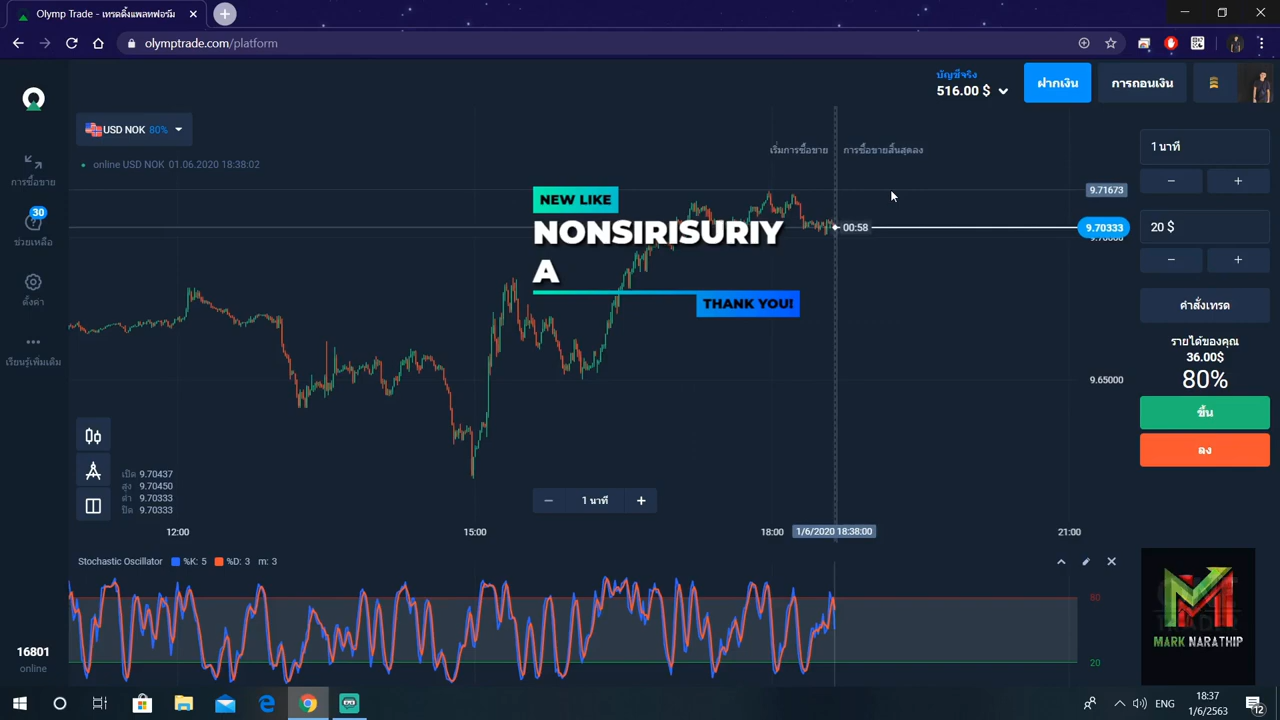 Olymp Trade - เทรดดิ้งแพลทฟอร์ม
olymptrade.com/platform
บัญชีจริง
516.00 $
ฝากเงิน
การถอนเงิน
USD NOK 80%
online USD NOK 01.06.2020 18:38:02
เริ่มการซื้อขาย
การซื้อขายสิ้นสุดลง
1 นาที
− +
9.71673
การซื้อขาย
NEW LIKE
NONSIRISURIY
A
THANK YOU!
00:58
9.70333
20 $
− +
30
ช่วยเหลือ
ตั้งค่า
คำสั่งเทรด
รายได้ของคุณ
36.00$
80%
เรียนรู้เพิ่มเติม
9.65000
ขึ้น
ลง
เปิด 9.70437
สูง 9.70450
ต่ำ 9.70333
ปิด 9.70333
− 1 นาที +
12:00
15:00
18:00
1/6/2020 18:38:00
21:00
Stochastic Oscillator %K: 5 %D: 3 m: 3
80
20
MARK NARATHIP
16801
online
ENG
18:37
1/6/2563
12